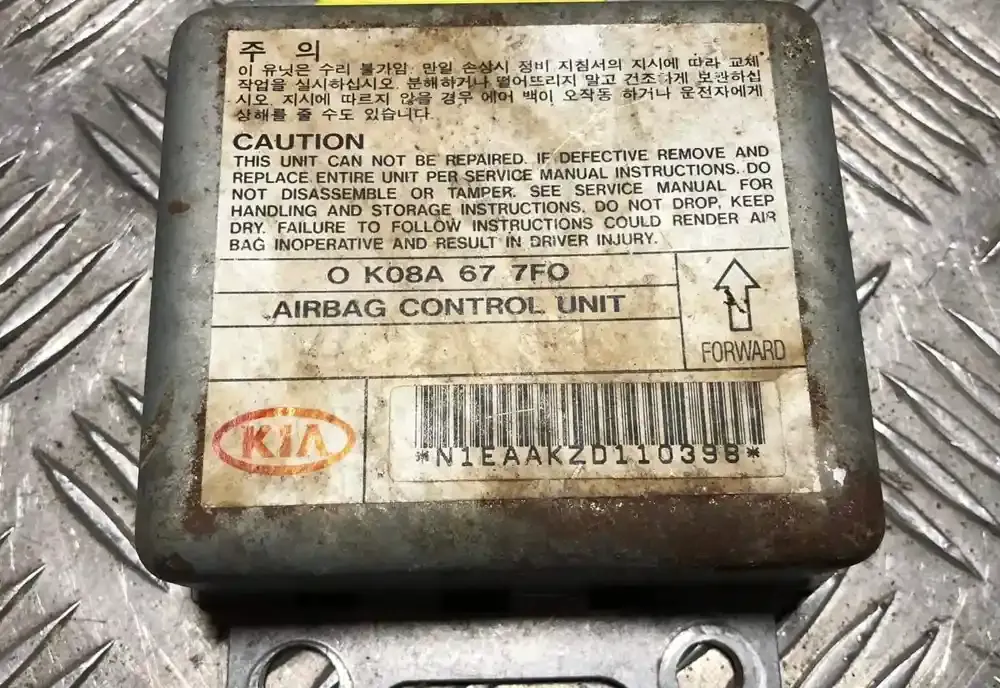 주 의
이 유닛은 수리 불가임. 만일 손상시 정비 지침서의 지시에 따라 교체
작업을 실시하십시오. 분해하거나 떨어뜨리지 말고 건조하게 보관하십
시오. 지시에 따르지 않을 경우 에어 백이 오작동 하거나 운전자에게
상해를 줄 수도 있습니다.
CAUTION
THIS UNIT CAN NOT BE REPAIRED. IF DEFECTIVE REMOVE AND
REPLACE ENTIRE UNIT PER SERVICE MANUAL INSTRUCTIONS. DO
NOT DISASSEMBLE OR TAMPER. SEE SERVICE MANUAL FOR
HANDLING AND STORAGE INSTRUCTIONS. DO NOT DROP, KEEP
DRY. FAILURE TO FOLLOW INSTRUCTIONS COULD RENDER AIR
BAG INOPERATIVE AND RESULT IN DRIVER INJURY.
O K08A 67 7FO
AIRBAG CONTROL UNIT
FORWARD
KIA
*N1EAAKZD110398*